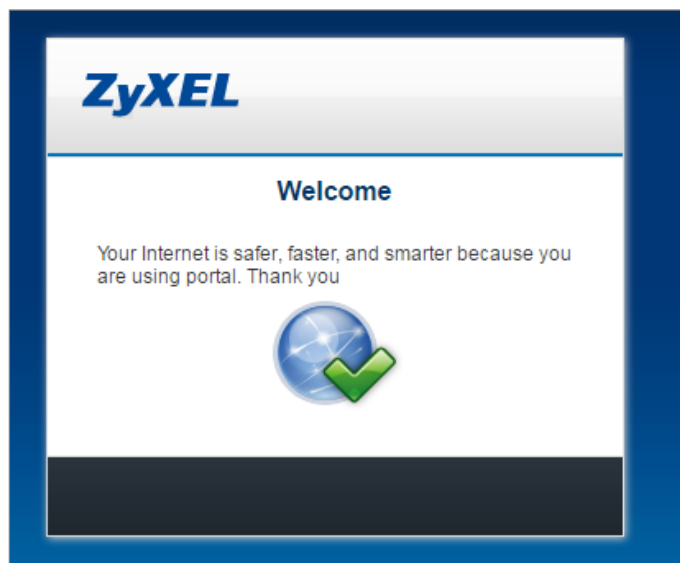 ZyXEL
Welcome
Your Internet is safer, faster, and smarter because you
are using portal. Thank you